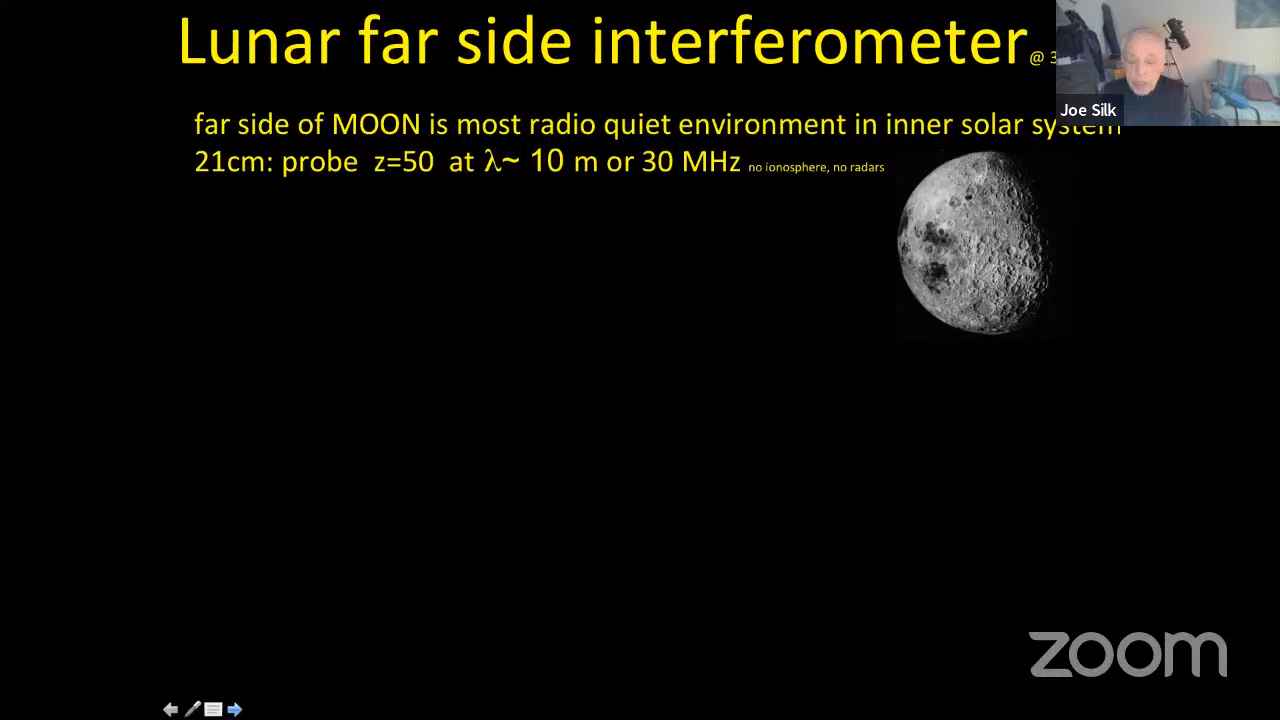 Lunar far side interferometer @ 3
Joe Silk
far side of MOON is most radio quiet environment in inner solar system
21cm: probe z=50 at λ~ 10 m or 30 MHz no ionosphere, no radars
zoom